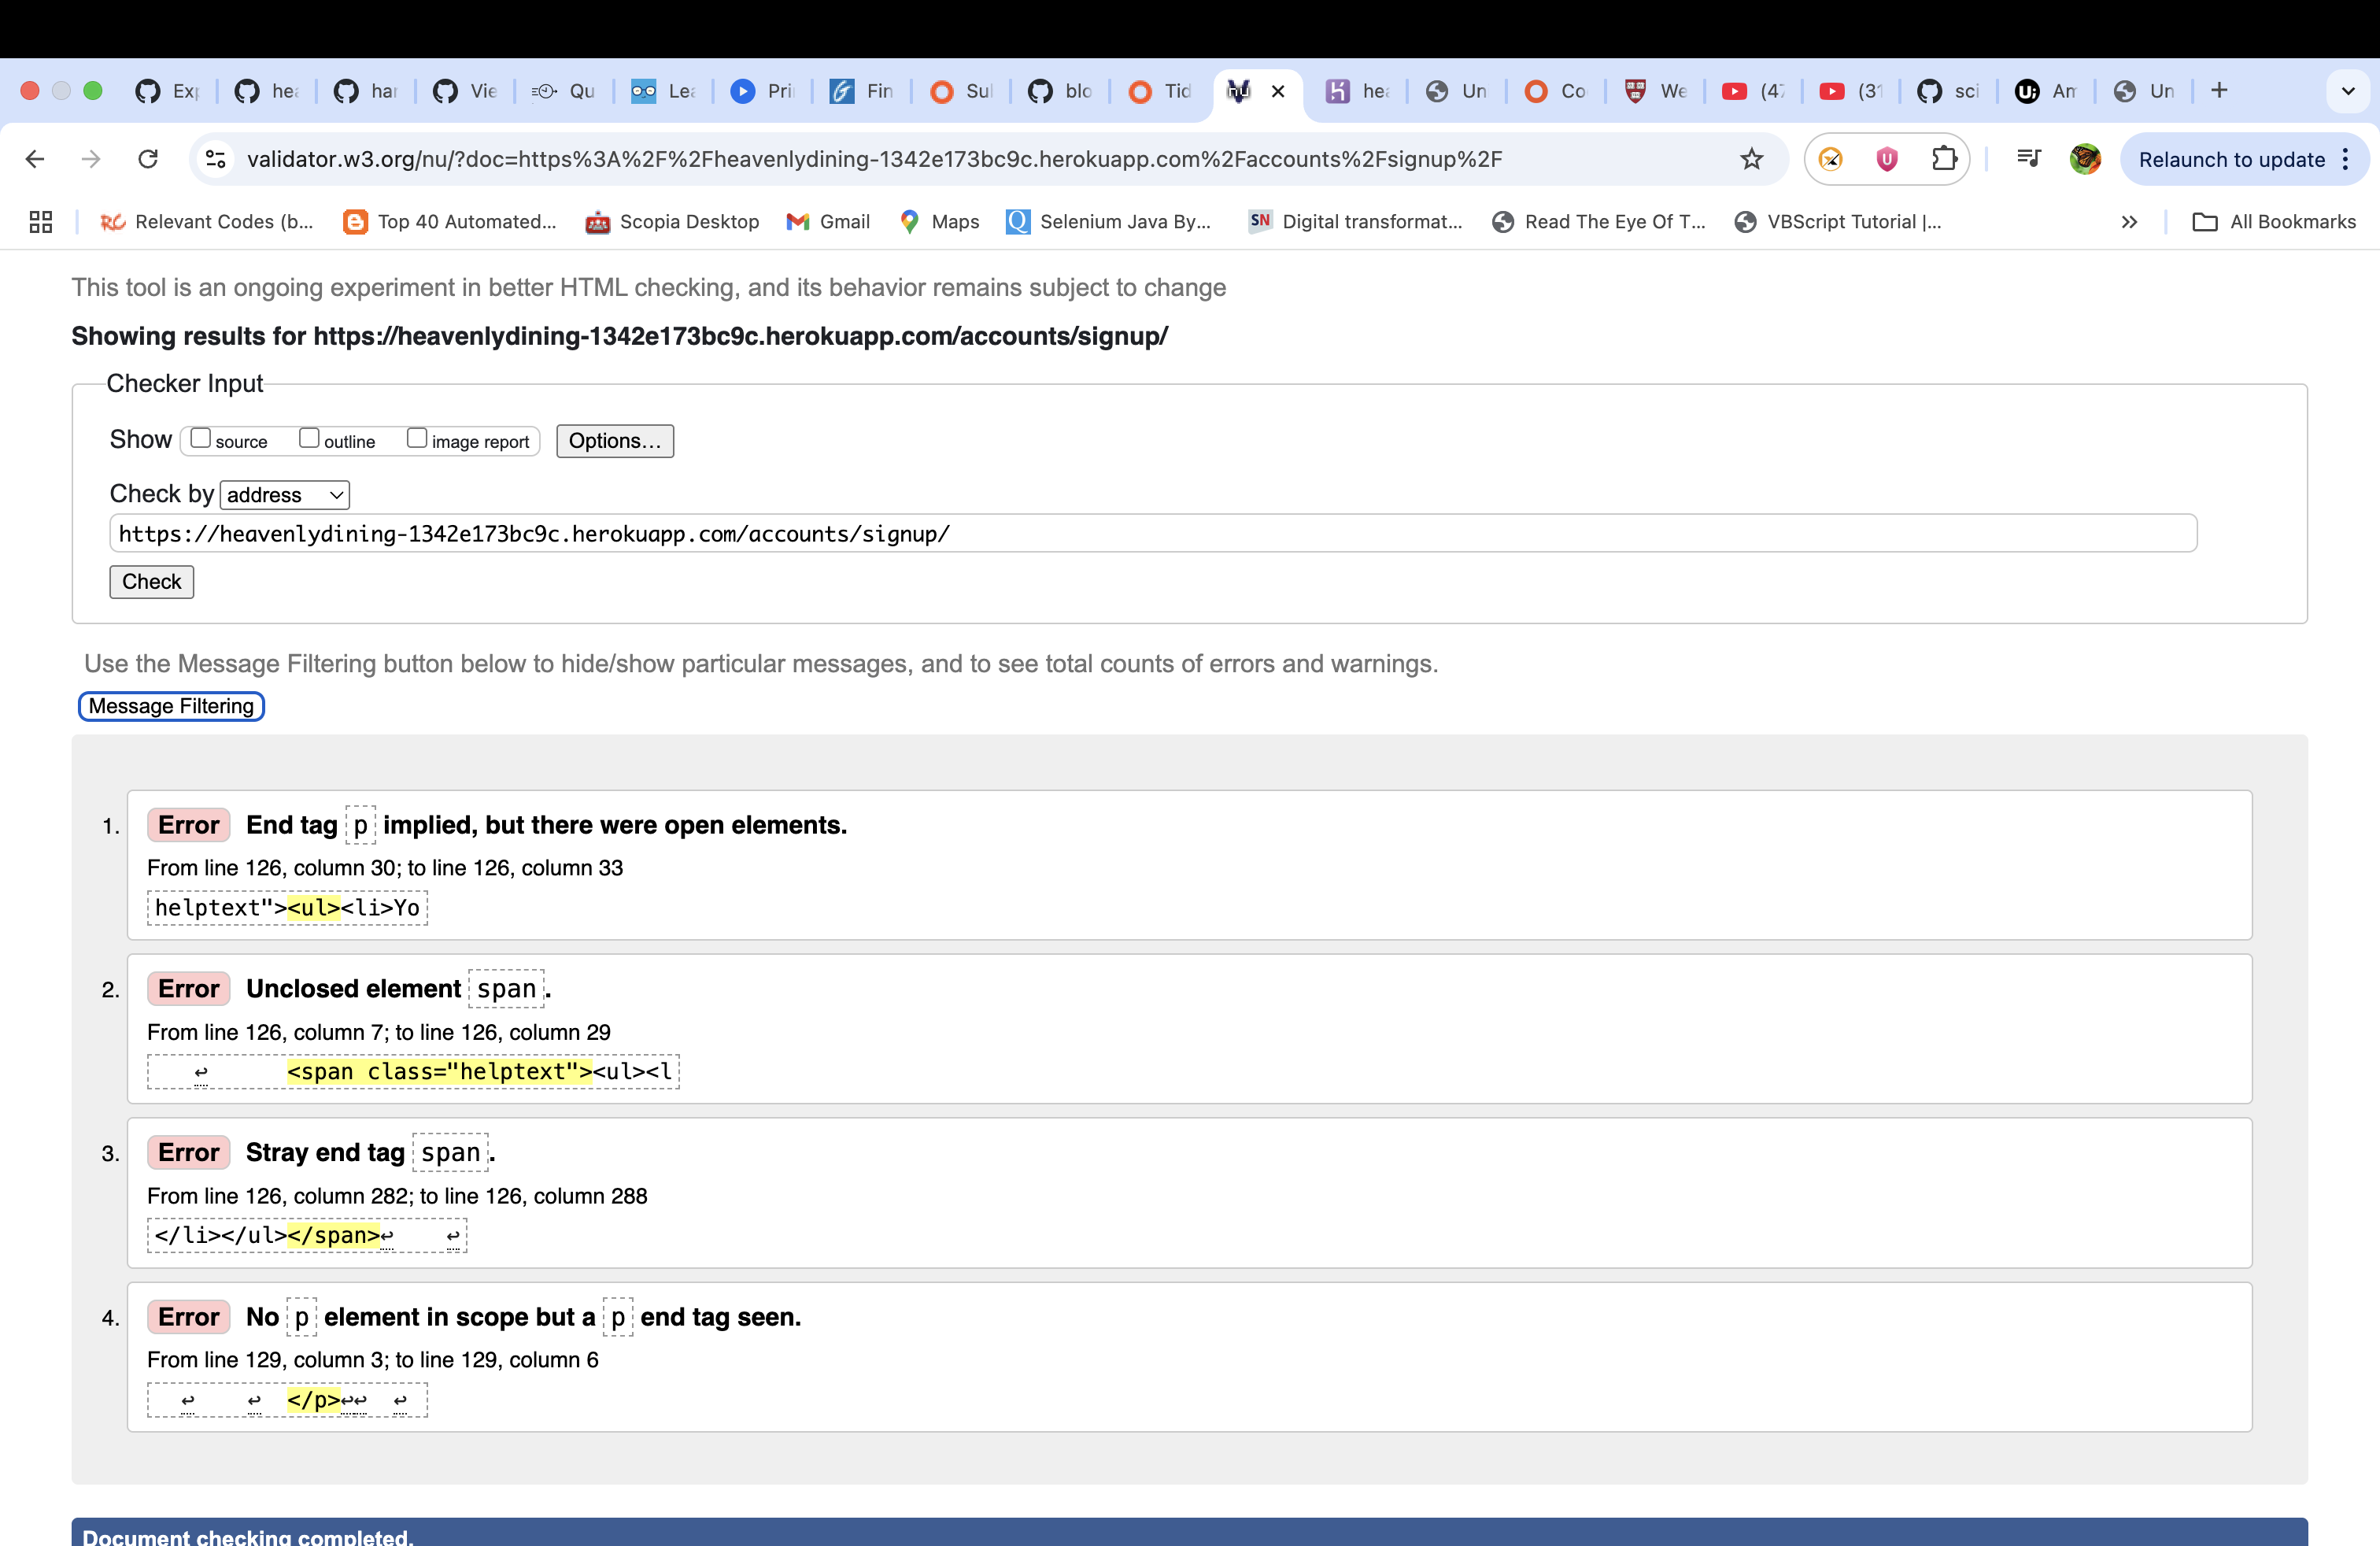 Exp
hea
har
Vie
Qu
Lea
Pri
Fin
Sul
blo
Tid
hea
Un
Co
We
(47
(31
sci
Am
Un
validator.w3.org/nu/?doc=https%3A%2F%2Fheavenlydining-1342e173bc9c.herokuapp.com%2Faccounts%2Fsignup%2F
Relaunch to update
Relevant Codes (b...
Top 40 Automated...
Scopia Desktop
Gmail
Maps
Selenium Java By...
SN Digital transformat...
Read The Eye Of T...
VBScript Tutorial |...
All Bookmarks
This tool is an ongoing experiment in better HTML checking, and its behavior remains subject to change
Showing results for https://heavenlydining-1342e173bc9c.herokuapp.com/accounts/signup/
Checker Input
Show source outline image report Options...
Check by address
https://heavenlydining-1342e173bc9c.herokuapp.com/accounts/signup/
Check
Use the Message Filtering button below to hide/show particular messages, and to see total counts of errors and warnings.
Message Filtering
1. Error End tag p implied, but there were open elements.
From line 126, column 30; to line 126, column 33
helptext"><ul><li>Yo
2. Error Unclosed element span.
From line 126, column 7; to line 126, column 29
↩ <span class="helptext"><ul><l
3. Error Stray end tag span.
From line 126, column 282; to line 126, column 288
</li></ul></span>↩ ↩
4. Error No p element in scope but a p end tag seen.
From line 129, column 3; to line 129, column 6
↩ ↩ </p>↩↩ ↩
Document checking completed.